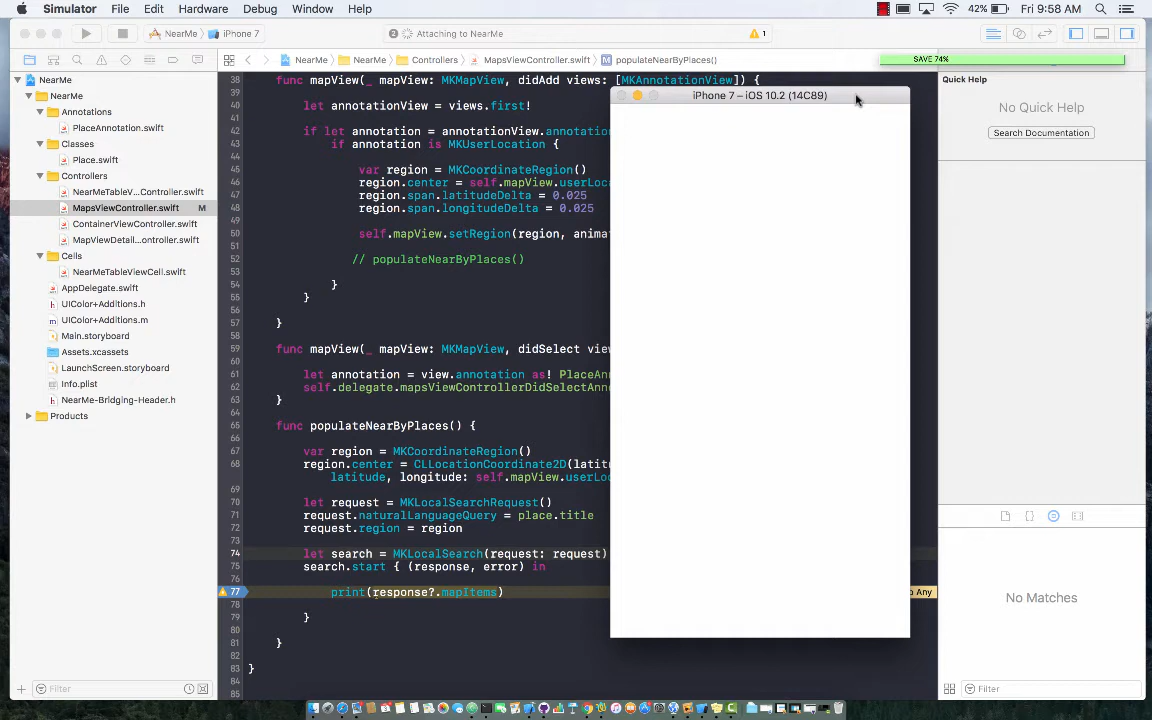 Simulator File Edit Hardware Debug Window Help 42% Fri 9:58 AM
NearMe iPhone 7 Attaching to NearMe 1
NearMe NearMe Controllers MapsViewController.swift populateNearByPlaces() SAVE 74%
NearMe
NearMe
Annotations
PlaceAnnotation.swift
Classes
Place.swift
Controllers
NearMeTableV...Controller.swift
MapsViewController.swift M
ContainerViewController.swift
MapViewDetail...ontroller.swift
Cells
NearMeTableViewCell.swift
AppDelegate.swift
UIColor+Additions.h
UIColor+Additions.m
Main.storyboard
Assets.xcassets
LaunchScreen.storyboard
Info.plist
NearMe-Bridging-Header.h
Products
Filter
38 func mapView(_ mapView: MKMapView, didAdd views: [MKAnnotationView]) {
39
40 let annotationView = views.first!
41
42 if let annotation = annotationView.annotation
43 if annotation is MKUserLocation {
44
45 var region = MKCoordinateRegion()
46 region.center = self.mapView.userLoca
47 region.span.latitudeDelta = 0.025
48 region.span.longitudeDelta = 0.025
49
50 self.mapView.setRegion(region, animat
51
52 // populateNearByPlaces()
53
54 }
55 }
56
57 }
58
59 func mapView(_ mapView: MKMapView, didSelect view
60
61 let annotation = view.annotation as! PlaceAnn
62 self.delegate.mapsViewControllerDidSelectAnno
63 }
64
65 func populateNearByPlaces() {
66
67 var region = MKCoordinateRegion()
68 region.center = CLLocationCoordinate2D(latitu
latitude, longitude: self.mapView.userLo
69
70 let request = MKLocalSearchRequest()
71 request.naturalLanguageQuery = place.title
72 request.region = region
74 let search = MKLocalSearch(request: request)
75 search.start { (response, error) in
76
77 print(response?.mapItems) o Any
78
79 }
80
81 }
82
83 }
84
85
iPhone 7 – iOS 10.2 (14C89)
Quick Help
No Quick Help
Search Documentation
No Matches
Filter